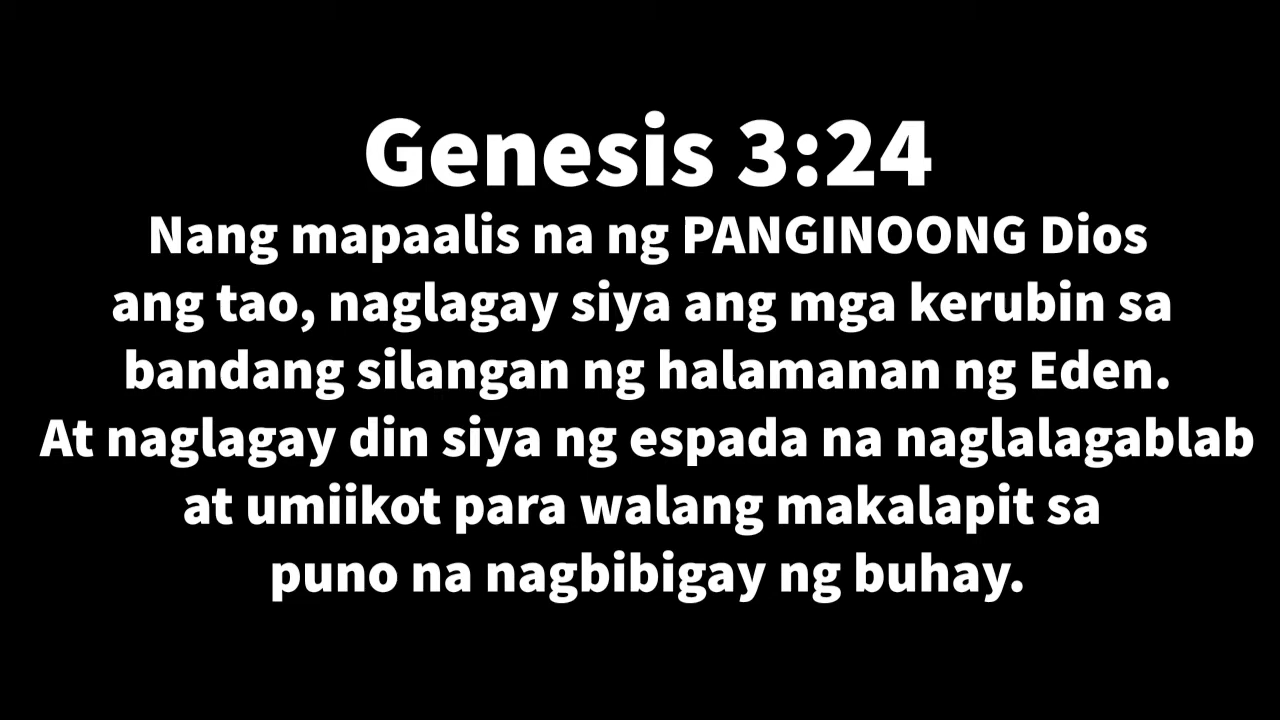 Genesis 3:24
Nang mapaalis na ng PANGINOONG Dios
ang tao, naglagay siya ang mga kerubin sa
bandang silangan ng halamanan ng Eden.
At naglagay din siya ng espada na naglalagablab
at umiikot para walang makalapit sa
puno na nagbibigay ng buhay.